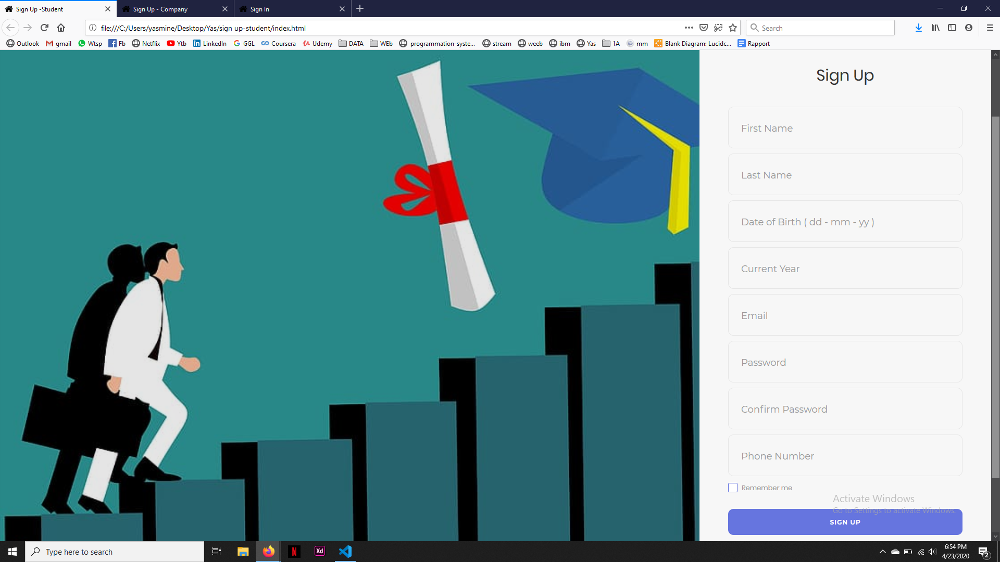 Sign Up -Student
Sign Up - Company
Sign In
file:///C:/Users/yasmine/Desktop/Yas/sign up-student/index.html
Search
Outlook
gmail
Wtsp
Fb
Netflix
Ytb
LinkedIn
GGL
Coursera
Udemy
DATA
WEb
programmation-syste...
stream
weeb
ibm
Yas
1A
mm
Blank Diagram: Lucidc...
Rapport
Sign Up
First Name
Last Name
Date of Birth ( dd - mm - yy )
Current Year
Email
Password
Confirm Password
Phone Number
Remember me
Activate Windows
Go to Settings to activate Windows.
SIGN UP
Type here to search
N
Xd
6:54 PM
4/23/2020
2